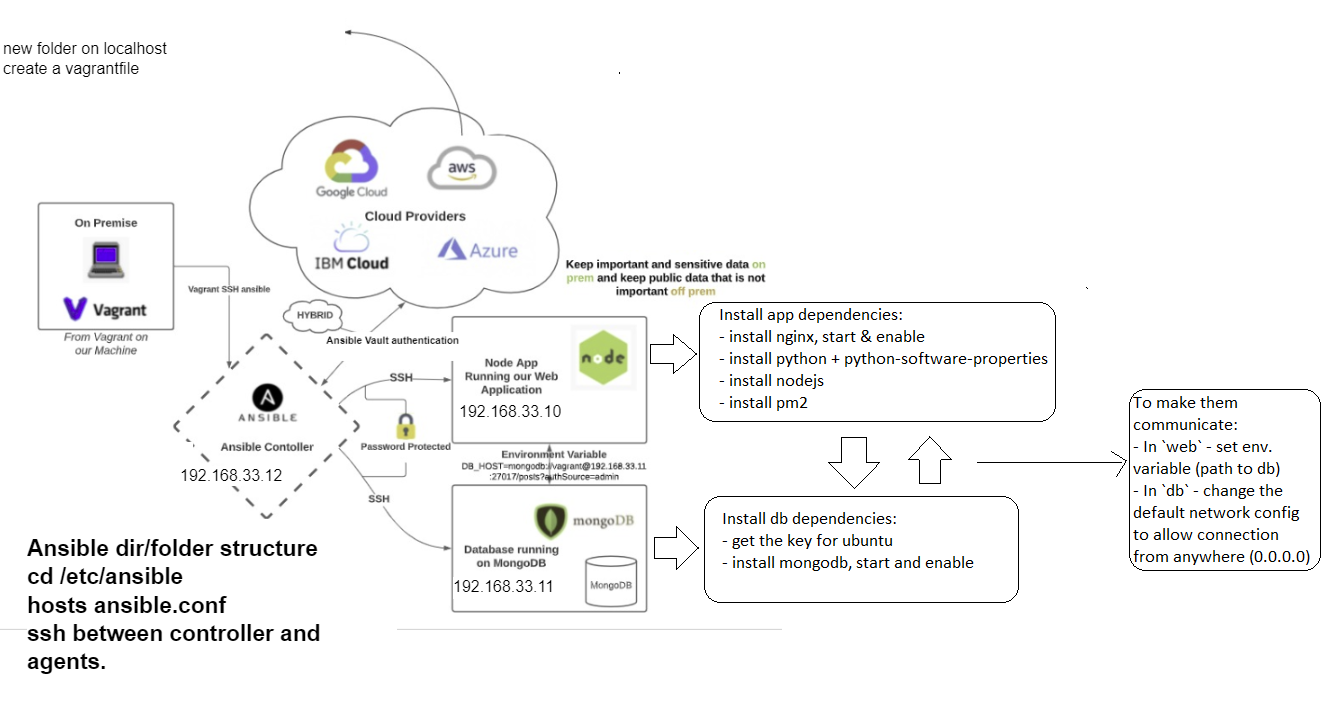 new folder on localhost
create a vagrantfile
Google Cloud
aws
Cloud Providers
IBM Cloud
Azure
On Premise
Vagrant
From Vagrant on
our Machine
Vagrant SSH ansible
HYBRID
Ansible Vault authentication
Keep important and sensitive data on
prem and keep public data that is not
important off prem
ANSIBLE
Ansible Contoller
192.168.33.12
SSH
Password Protected
SSH
Node App
Running our Web
Application
192.168.33.10
node
Environment Variable
DB_HOST=mongodb://vagrant@192.168.33.11
:27017/posts?authSource=admin
mongoDB
Database running
on MongoDB
192.168.33.11
MongoDB
Install app dependencies:
- install nginx, start & enable
- install python + python-software-properties
- install nodejs
- install pm2
Install db dependencies:
- get the key for ubuntu
- install mongodb, start and enable
To make them
communicate:
- In `web` - set env.
variable (path to db)
- In `db` - change the
default network config
to allow connection
from anywhere (0.0.0.0)
Ansible dir/folder structure
cd /etc/ansible
hosts ansible.conf
ssh between controller and
agents.